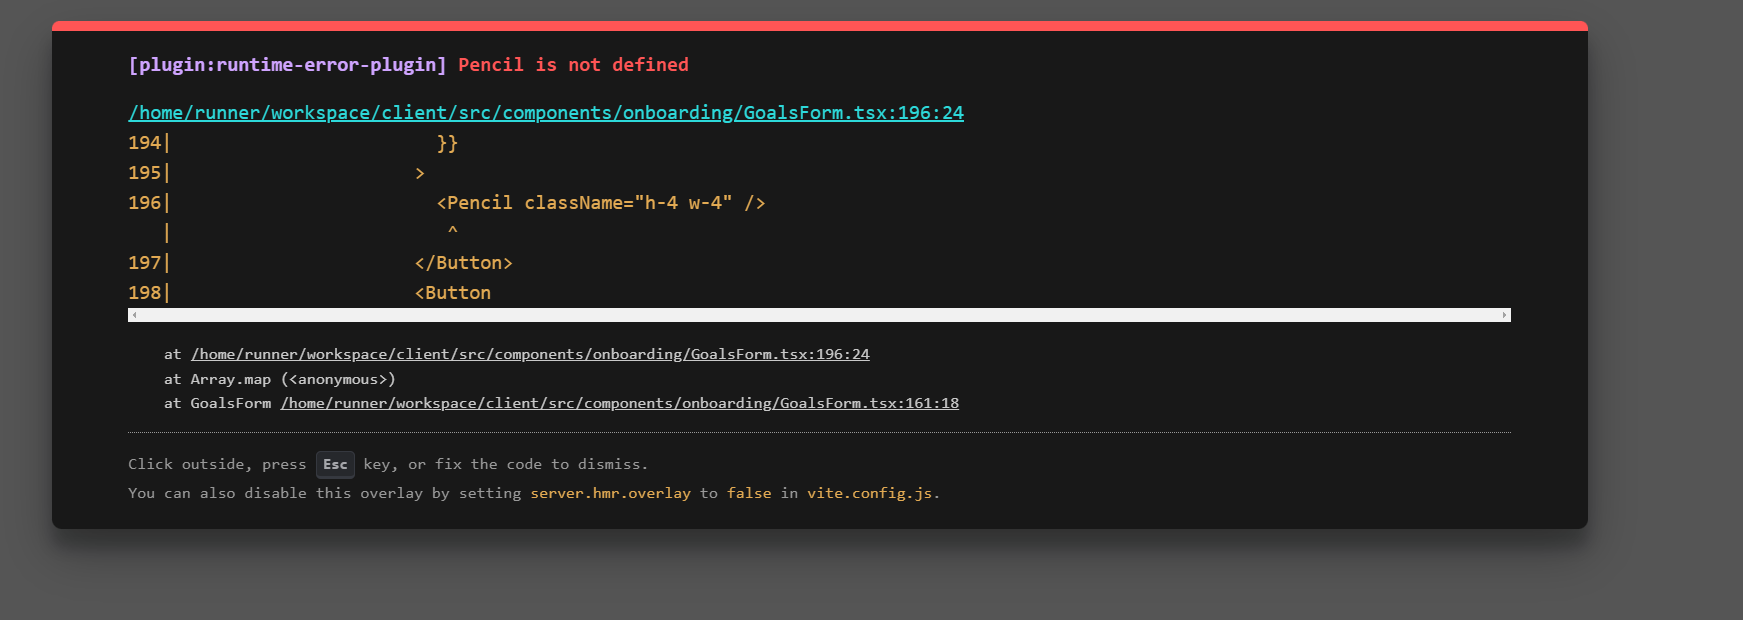 [plugin:runtime-error-plugin] Pencil is not defined
/home/runner/workspace/client/src/components/onboarding/GoalsForm.tsx:196:24
194|                        }}
195|                      >
196|                        <Pencil className="h-4 w-4" />
   |                         ^
197|                      </Button>
198|                      <Button
at /home/runner/workspace/client/src/components/onboarding/GoalsForm.tsx:196:24
at Array.map (<anonymous>)
at GoalsForm /home/runner/workspace/client/src/components/onboarding/GoalsForm.tsx:161:18
Click outside, press Esc key, or fix the code to dismiss.
You can also disable this overlay by setting server.hmr.overlay to false in vite.config.js.